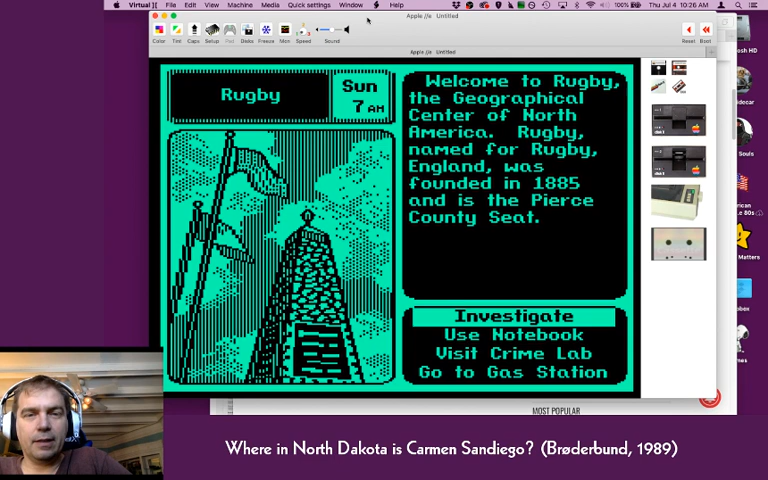 Virtual ][ File Edit View Machine Media Quick settings Window Help 100% Thu Jul 4 10:26 AM
Apple //e Untitled
Color Tint Caps Setup Pad Disks Freeze Mon Speed Sound Reset Boot
Apple //e Untitled
Rugby
Sun
7 AM
Welcome to Rugby,
the Geographical
Center of North
America. Rugby,
named for Rugby,
England, was
founded in 1885
and is the Pierce
County Seat.
Investigate
Use Notebook
Visit Crime Lab
Go to Gas Station
Souls
Matters
MOST POPULAR
Where in North Dakota is Carmen Sandiego? (Brøderbund, 1989)